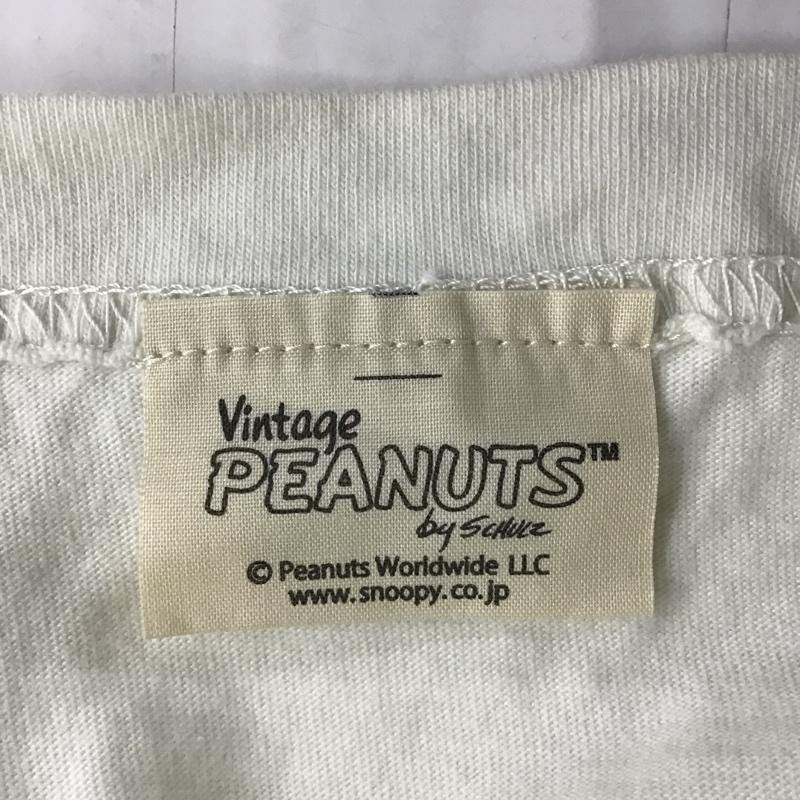 Vintage
PEANUTS™
by SCHULZ
© Peanuts Worldwide LLC
www.snoopy.co.jp